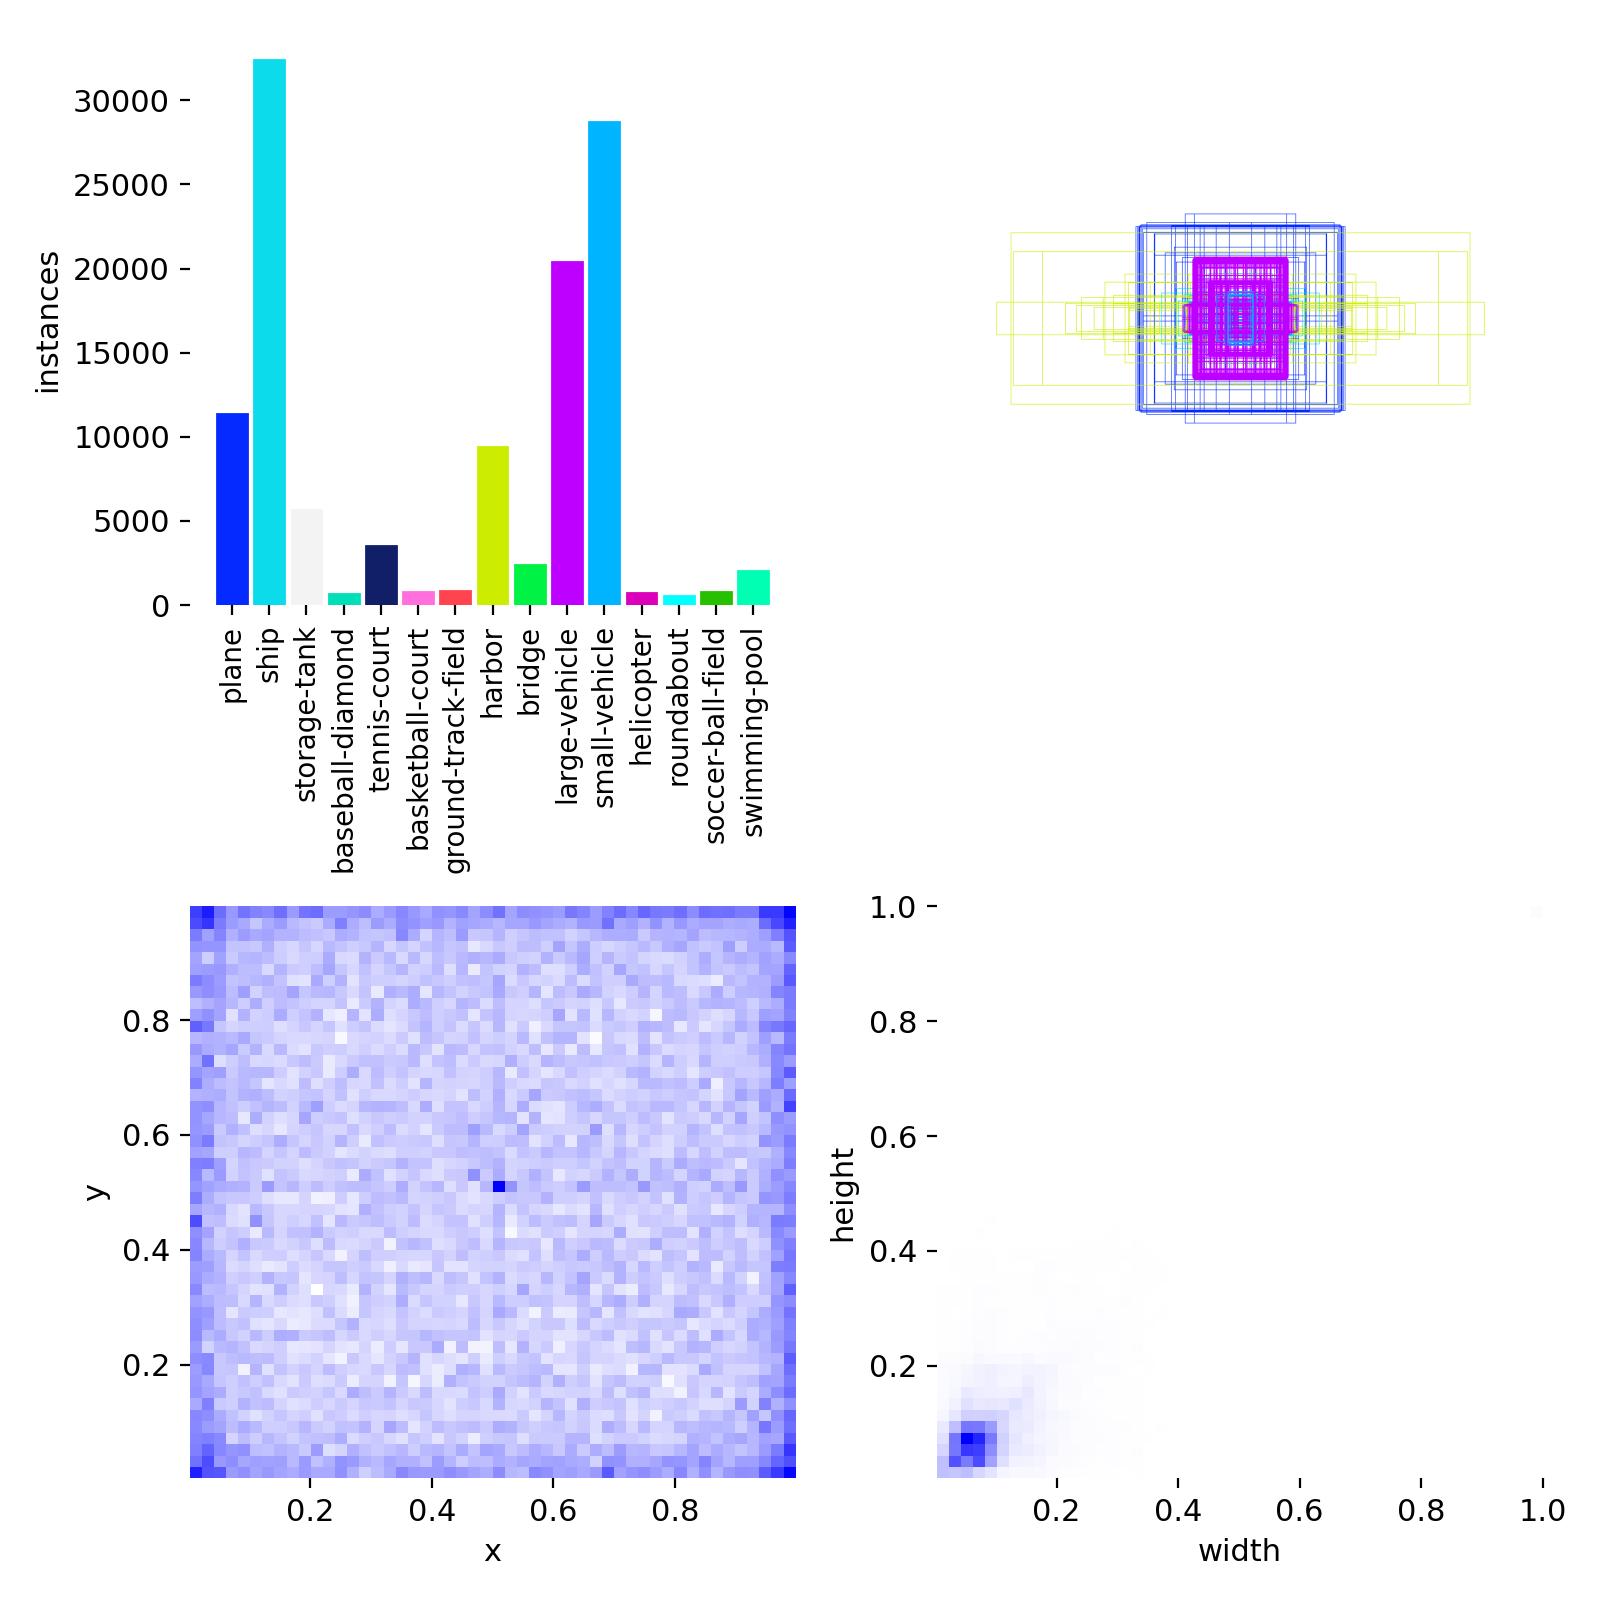 30000
25000
20000
15000
10000
5000
0
instances
plane
ship
storage-tank
baseball-diamond
tennis-court
basketball-court
ground-track-field
harbor
bridge
large-vehicle
small-vehicle
helicopter
roundabout
soccer-ball-field
swimming-pool
0.8
0.6
0.4
0.2
y
0.2 0.4 0.6 0.8
x
1.0
0.8
0.6
0.4
0.2
height
0.2 0.4 0.6 0.8 1.0
width